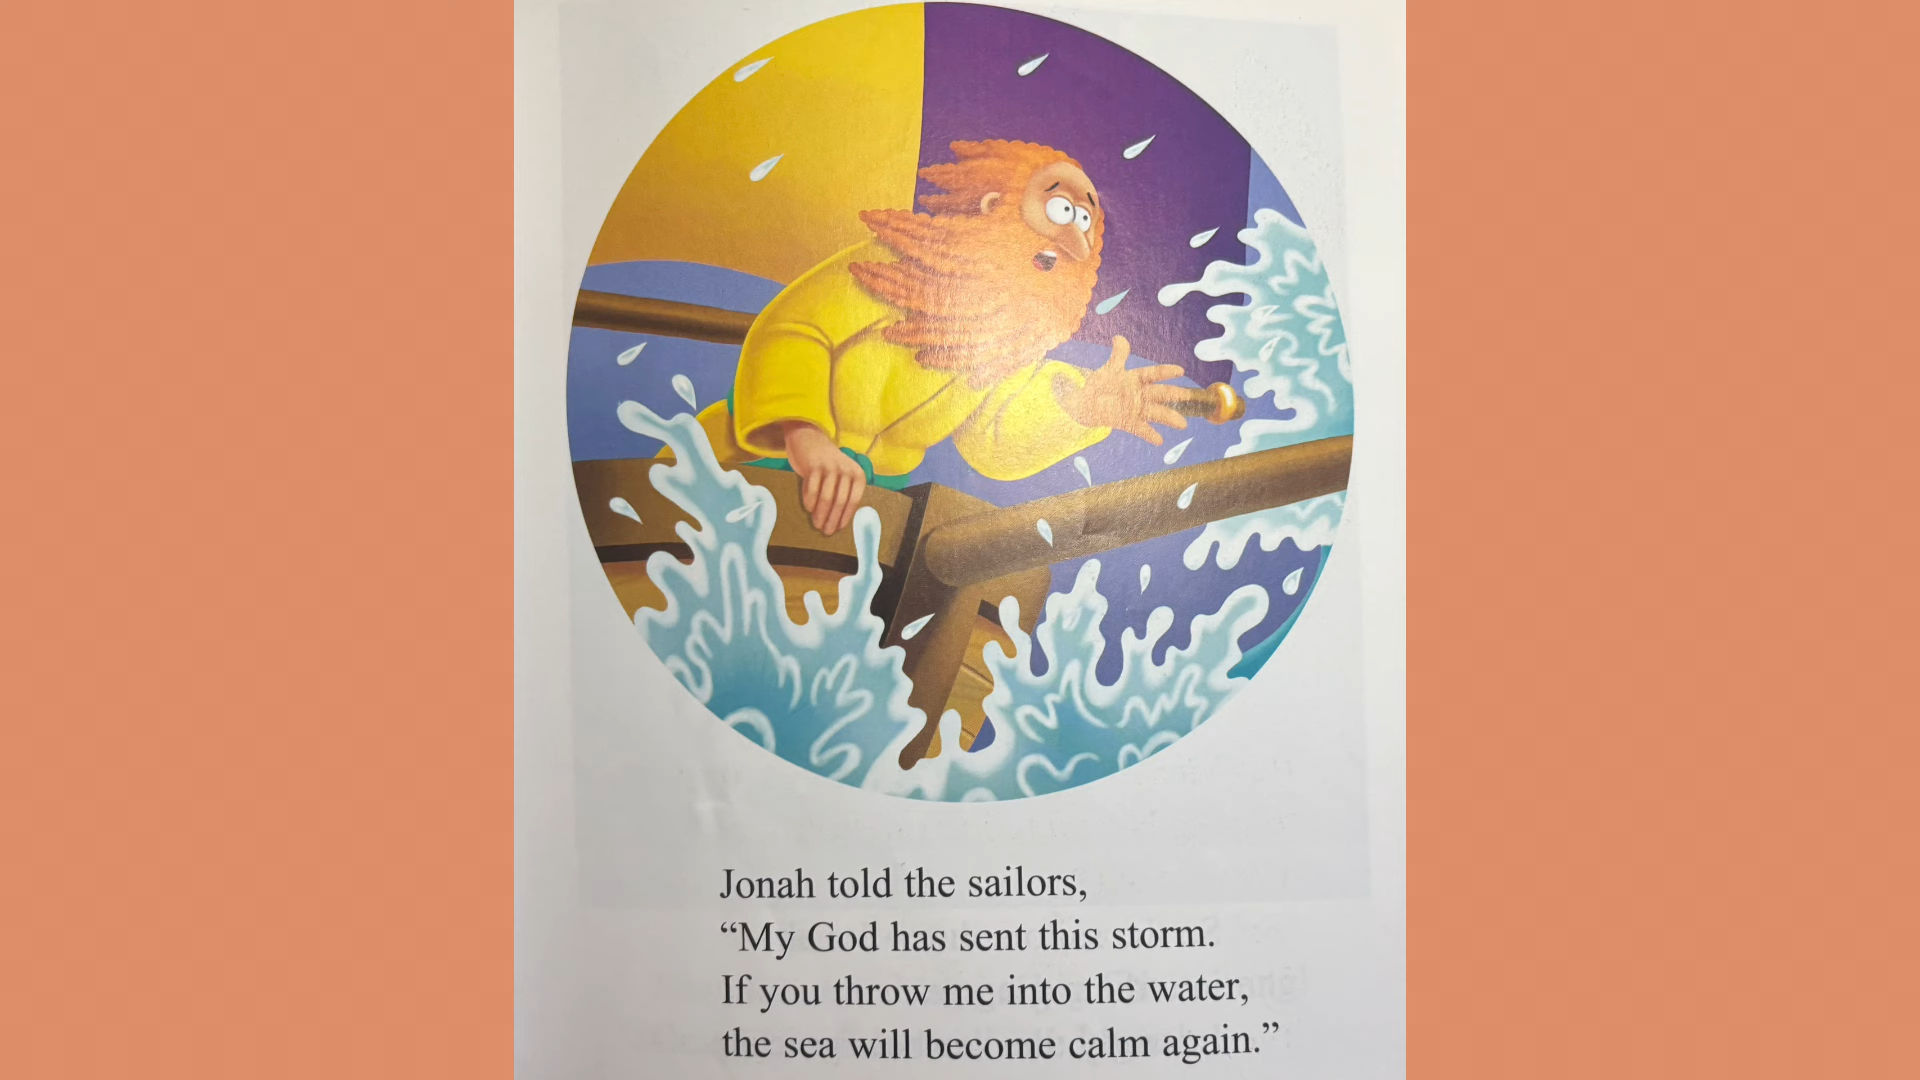 Jonah told the sailors,
“My God has sent this storm.
If you throw me into the water,
the sea will become calm again.”